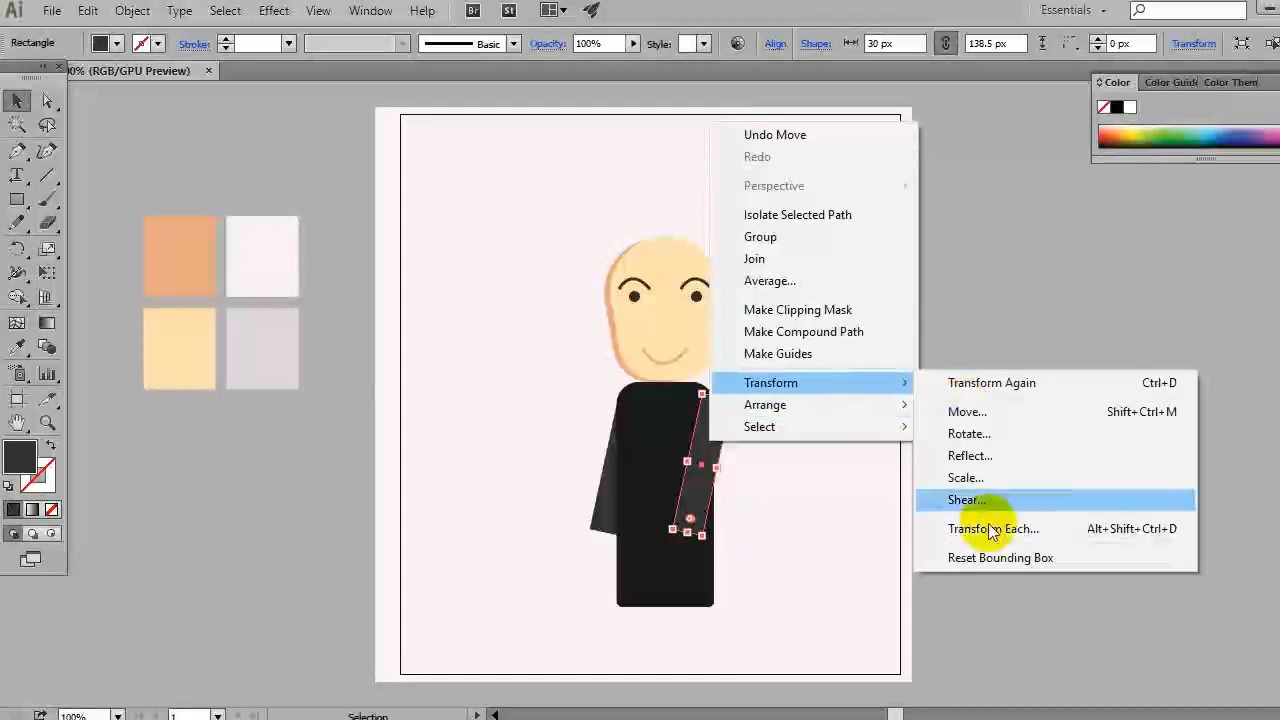 Ai File Edit Object Type Select Effect View Window Help Br St Essentials
Rectangle Stroke: Basic Opacity: 100% Style: Align Shape: 30 px 138.5 px 0 px Transform
0% (RGB/GPU Preview) ×
Color Color Guide Color Them
Undo Move
Redo
Perspective
Isolate Selected Path
Group
Join
Average...
Make Clipping Mask
Make Compound Path
Make Guides
Transform
Arrange
Select
Transform Again Ctrl+D
Move... Shift+Ctrl+M
Rotate...
Reflect...
Scale...
Shear...
Transform Each... Alt+Shift+Ctrl+D
Reset Bounding Box
100% 1 Selection